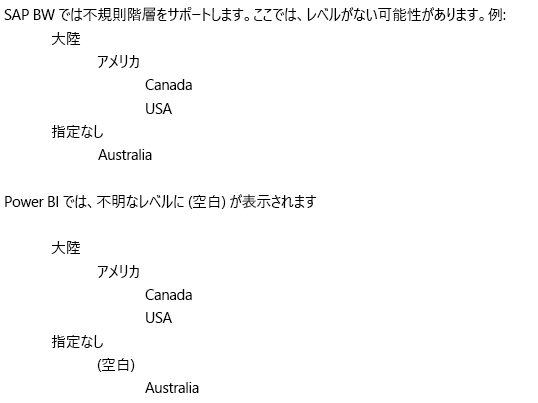 SAP BW では不規則階層をサポートします。ここでは、レベルがない可能性があります。例:
大陸
アメリカ
Canada
USA
指定なし
Australia
Power BI では、不明なレベルに (空白) が表示されます
大陸
アメリカ
Canada
USA
指定なし
(空白)
Australia